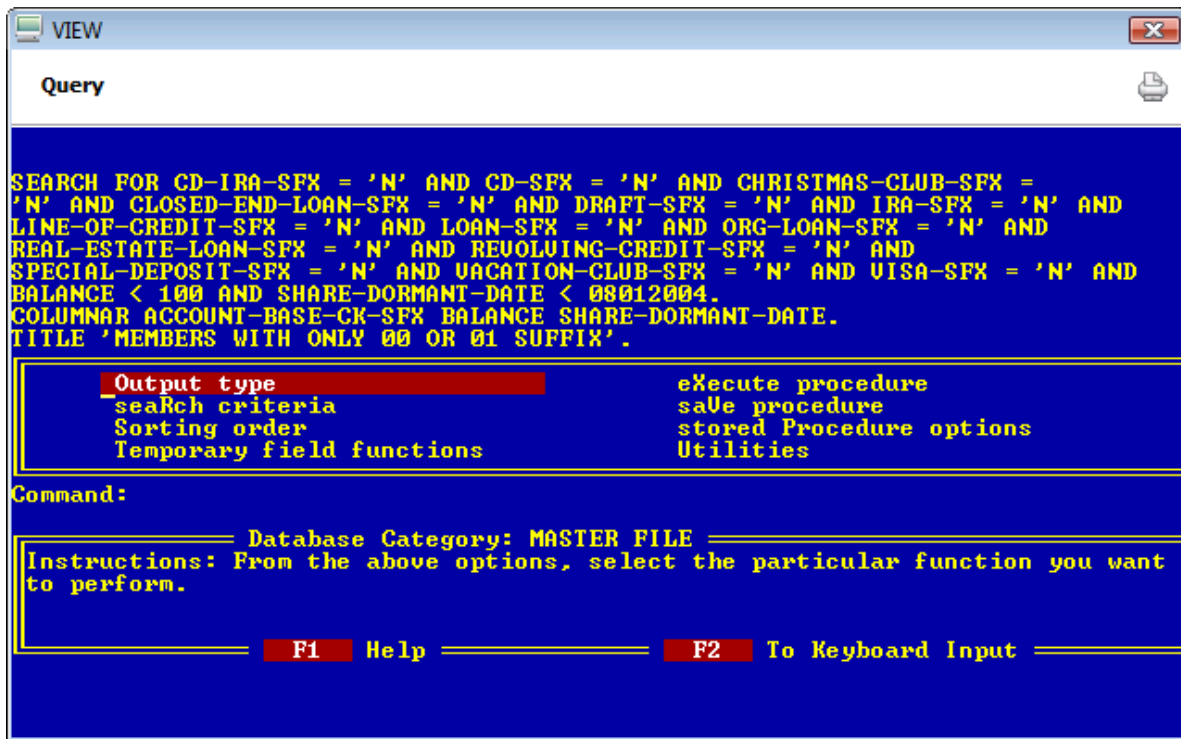 VIEW
Query
SEARCH FOR CD-IRA-SFX = 'N' AND CD-SFX = 'N' AND CHRISTMAS-CLUB-SFX =
'N' AND CLOSED-END-LOAN-SFX = 'N' AND DRAFT-SFX = 'N' AND IRA-SFX = 'N' AND
LINE-OF-CREDIT-SFX = 'N' AND LOAN-SFX = 'N' AND ORG-LOAN-SFX = 'N' AND
REAL-ESTATE-LOAN-SFX = 'N' AND REVOLVING-CREDIT-SFX = 'N' AND
SPECIAL-DEPOSIT-SFX = 'N' AND VACATION-CLUB-SFX = 'N' AND VISA-SFX = 'N' AND
BALANCE < 100 AND SHARE-DORMANT-DATE < 08012004.
COLUMNAR ACCOUNT-BASE-CK-SFX BALANCE SHARE-DORMANT-DATE.
TITLE 'MEMBERS WITH ONLY 00 OR 01 SUFFIX'.
Output type eXecute procedure
seaRch criteria saVe procedure
Sorting order stored Procedure options
Temporary field functions Utilities
Command:
Database Category: MASTER FILE
Instructions: From the above options, select the particular function you want
to perform.
F1 Help F2 To Keyboard Input